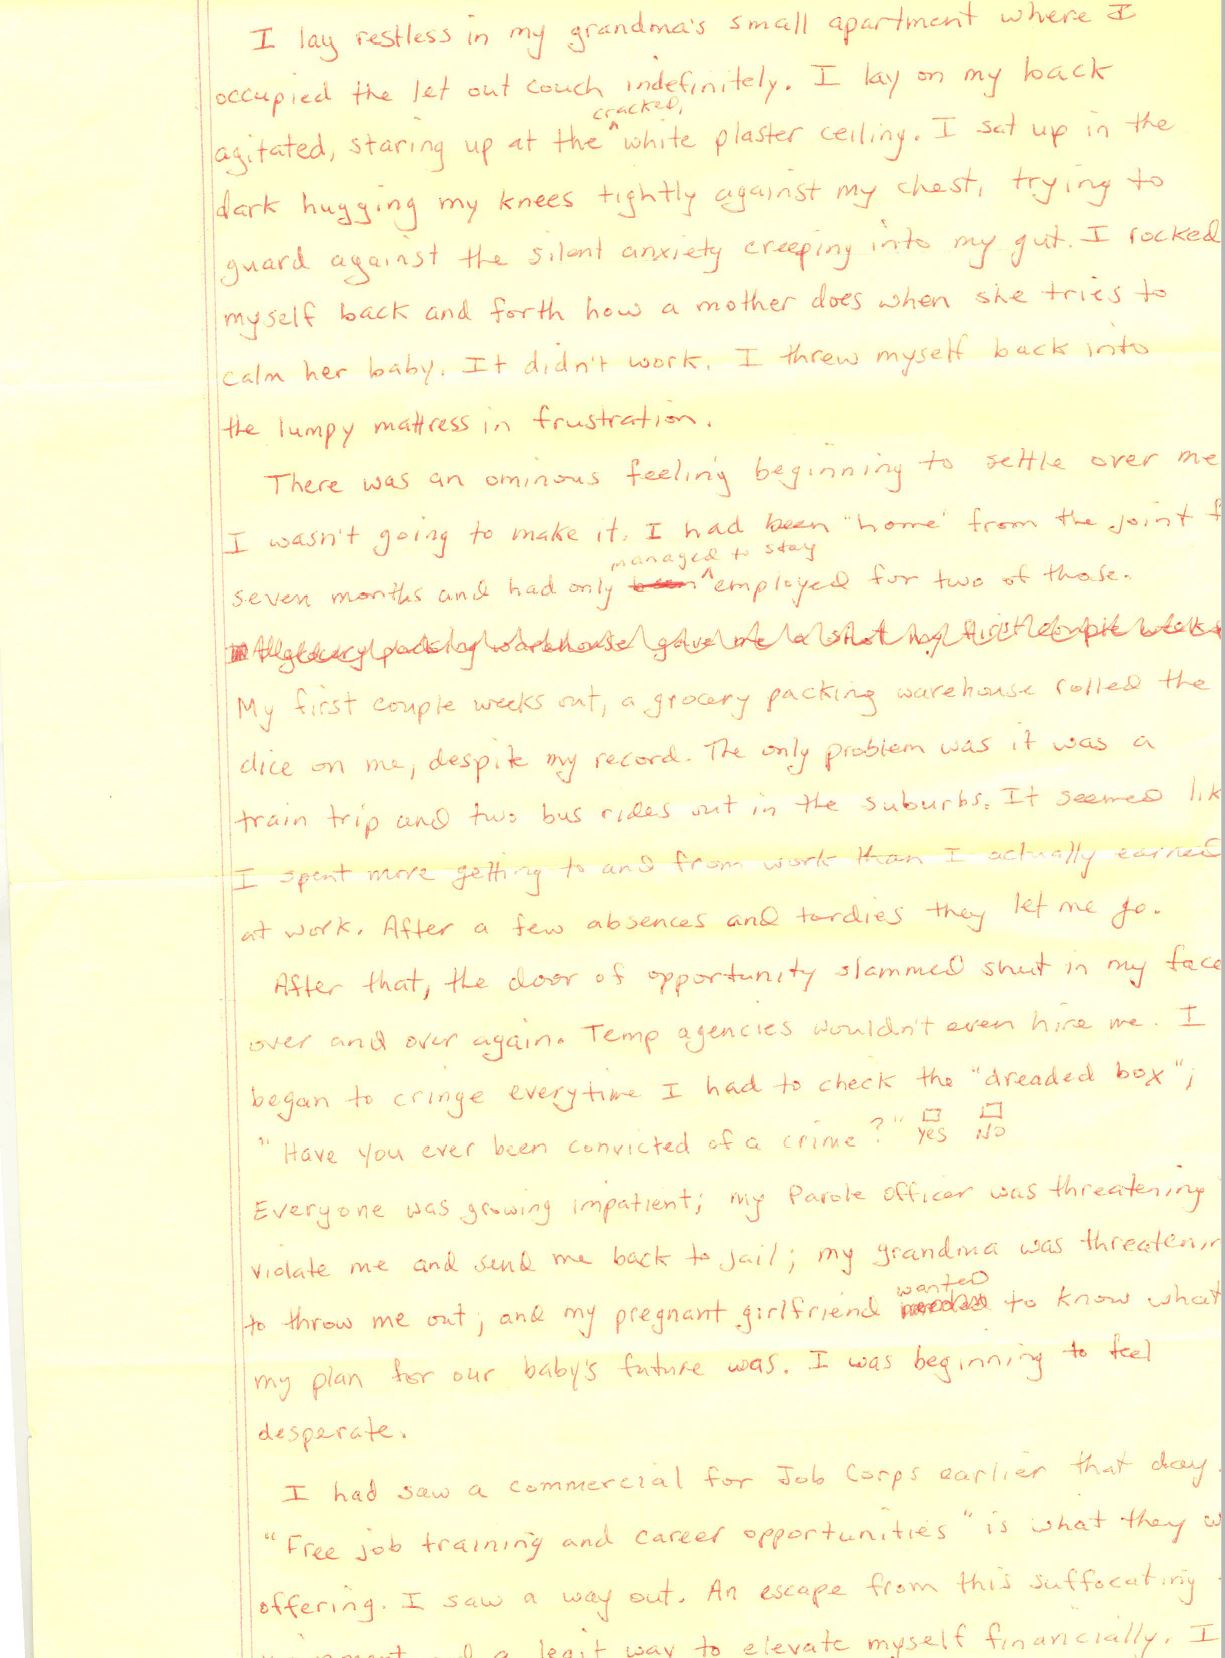 I lay restless in my grandma's small apartment where I
occupied the let out couch indefinitely. I lay on my back
cracked,
agitated, staring up at the ^ white plaster ceiling. I sat up in the
dark hugging my knees tightly against my chest, trying to
guard against the silent anxiety creeping into my gut. I rocked
myself back and forth how a mother does when she tries to
calm her baby. It didn't work. I threw myself back into
the lumpy mattress in frustration.
There was an ominous feeling beginning to settle over me
I wasn't going to make it. I had been "home" from the joint f
managed to stay
seven months and had only been ^ employed for two of those.
grocery packing warehouse gave me a shot my first couple weeks
My first couple weeks out, a grocery packing warehouse rolled the
dice on me, despite my record. The only problem was it was a
train trip and two bus rides out in the suburbs. It seemed lik
I spent more getting to and from work than I actually earned
at work. After a few absences and tardies they let me go.
After that, the door of opportunity slammed shut in my face
over and over again. Temp agencies wouldn't even hire me. I
began to cringe everytime I had to check the "dreaded box";
"Have you ever been convicted of a crime?" □ Yes □ No
Everyone was growing impatient; my Parole officer was threatening
violate me and send me back to jail; my grandma was threatenin
wanted
to throw me out; and my pregnant girlfriend needed to know what
my plan for our baby's future was. I was beginning to feel
desperate.
I had saw a commercial for Job Corps earlier that day.
"Free job training and career opportunities" is what they w
offering. I saw a way out. An escape from this suffocating
a legit way to elevate myself financially. I